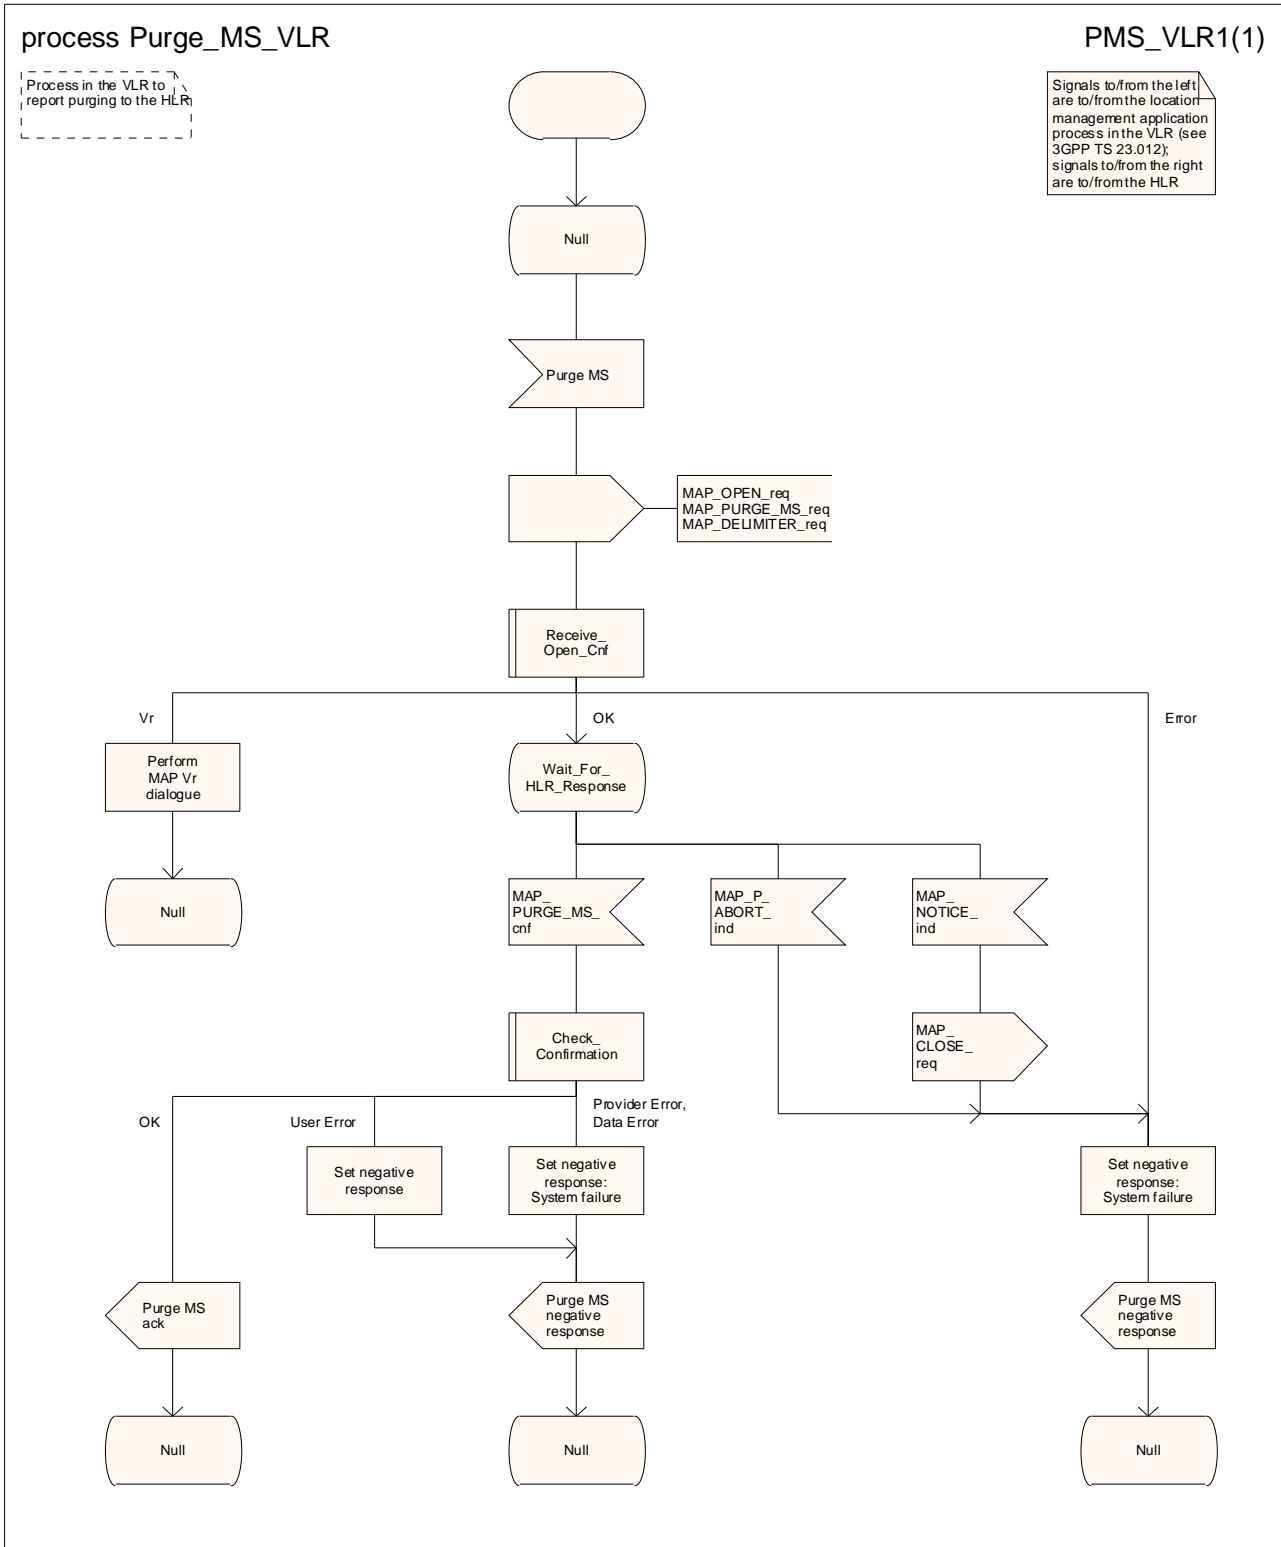 process Purge_MS_VLR
PMS_VLR1(1)
Process in the VLR to
report purging to the HLR
Signals to/from the left
are to/from the location
management application
process in the VLR (see
3GPP TS 23.012);
signals to/from the right
are to/from the HLR
Null
Purge MS
MAP_OPEN_req
MAP_PURGE_MS_req
MAP_DELIMITER_req
Receive_
Open_Cnf
Vr
OK
Error
Perform
MAP Vr
dialogue
Wait_For_
HLR_Response
Null
MAP_
PURGE_MS_
cnf
MAP_P_
ABORT_
ind
MAP_
NOTICE_
ind
Check_
Confirmation
MAP_
CLOSE_
req
OK
User Error
Provider Error,
Data Error
Set negative
response
Set negative
response:
System failure
Set negative
response:
System failure
Purge MS
ack
Purge MS
negative
response
Purge MS
negative
response
Null
Null
Null